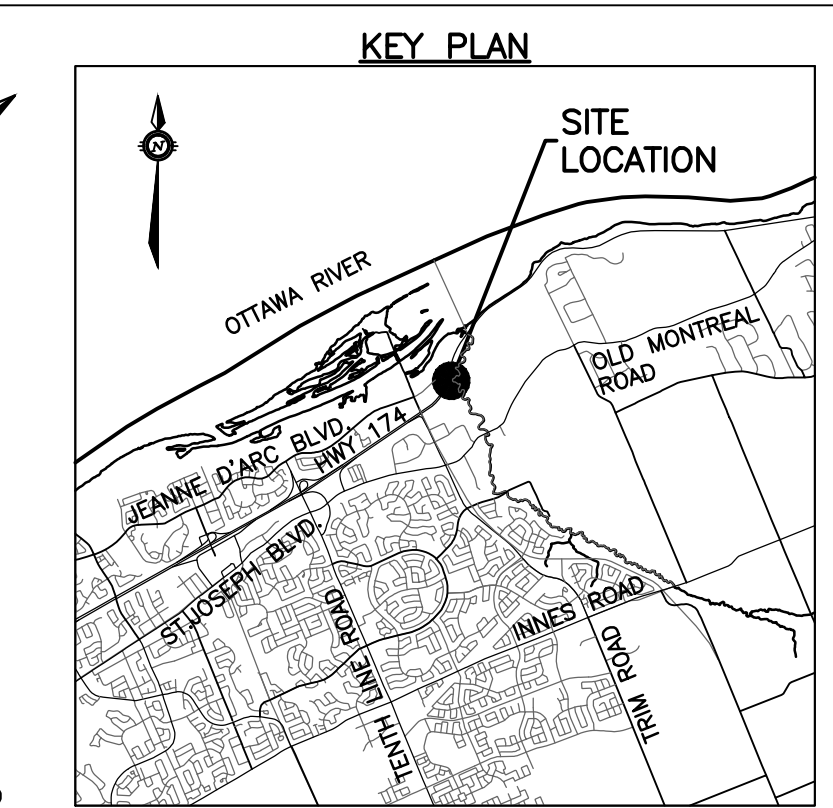 KEY PLAN
SITE
LOCATION
N
OTTAWA RIVER
OLD MONTREAL
ROAD
JEANNE D'ARC BLVD.
HWY 174
ST.JOSEPH BLVD.
TENTH LINE ROAD
INNES ROAD
TRIM ROAD